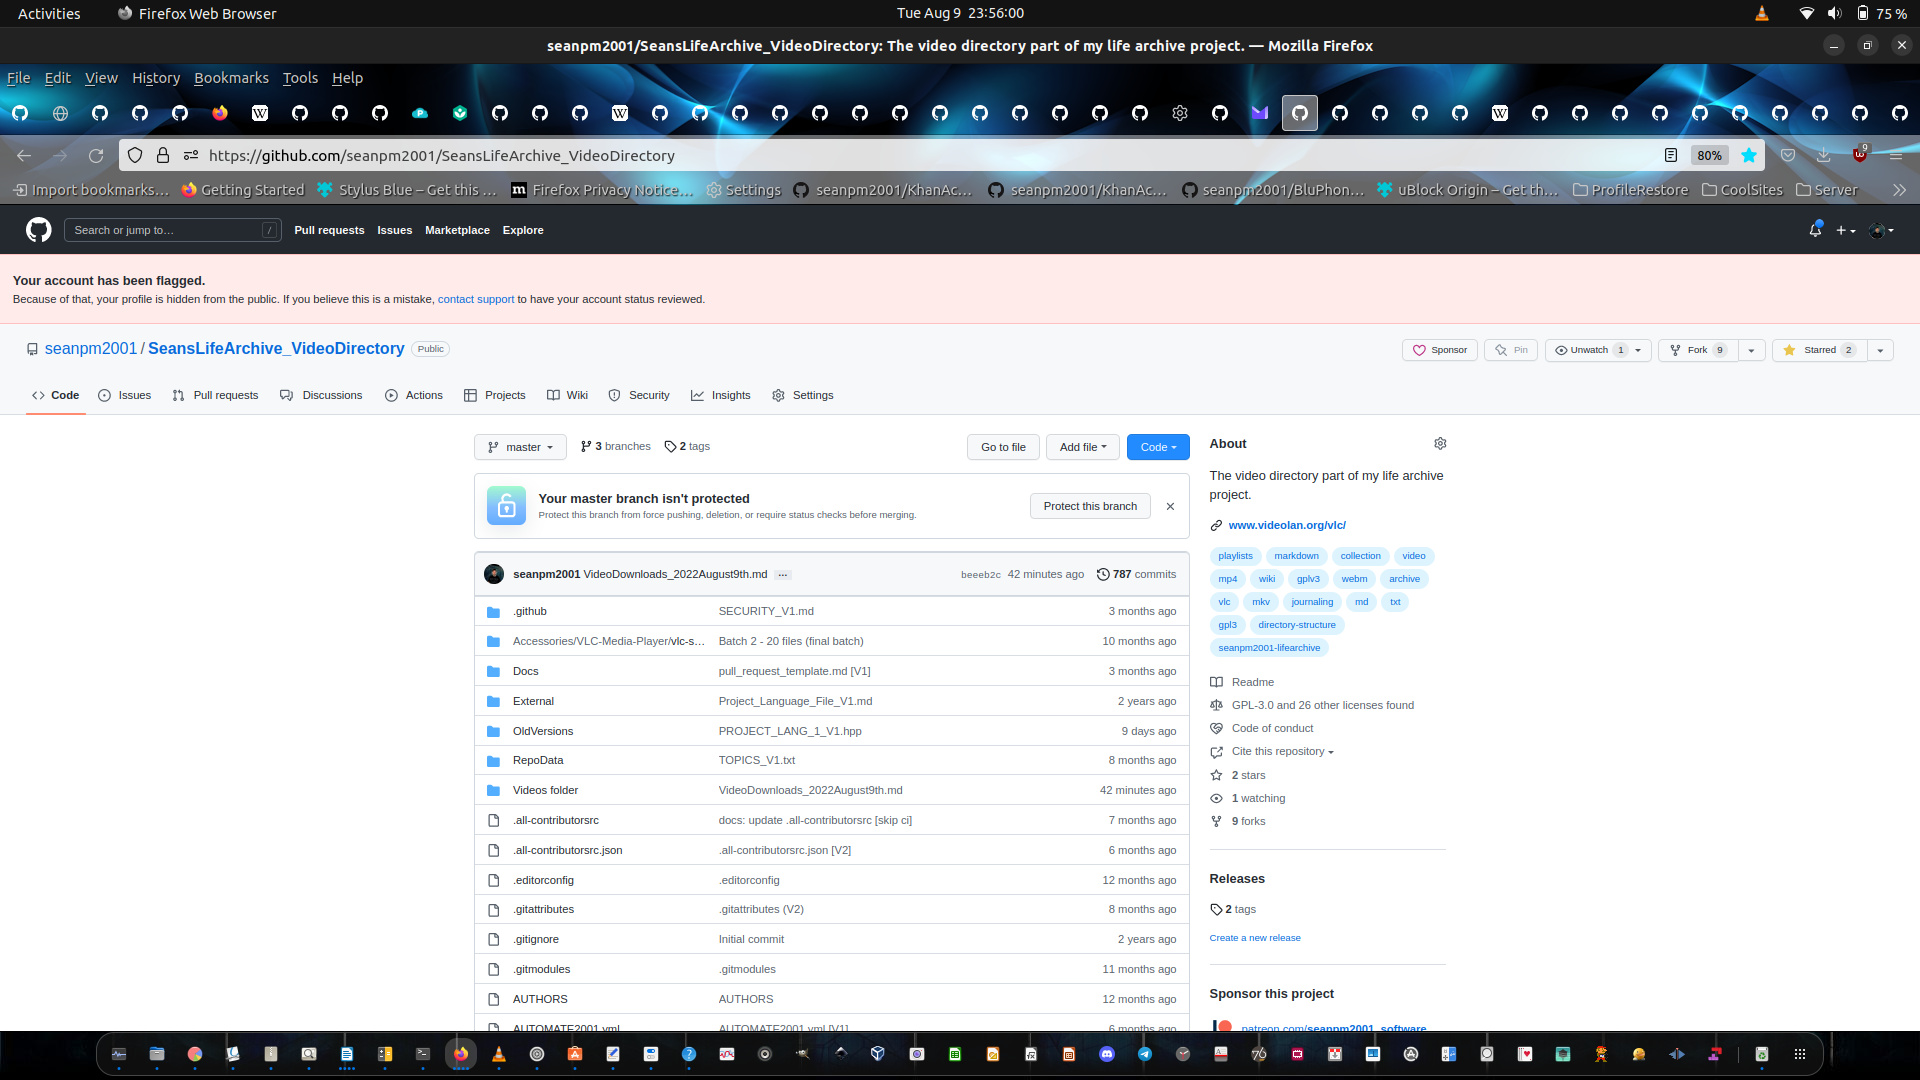 Activities Firefox Web Browser Tue Aug 9 23:56:00 75 %
seanpm2001/SeansLifeArchive_VideoDirectory: The video directory part of my life archive project. — Mozilla Firefox
File Edit View History Bookmarks Tools Help
https://github.com/seanpm2001/SeansLifeArchive_VideoDirectory 80% 9
Import bookmarks… Getting Started Stylus Blue – Get this … Firefox Privacy Notice… Settings seanpm2001/KhanAc… seanpm2001/KhanAc… seanpm2001/BluPhon… uBlock Origin – Get th… ProfileRestore CoolSites Server
Search or jump to… / Pull requests Issues Marketplace Explore
Your account has been flagged.
Because of that, your profile is hidden from the public. If you believe this is a mistake, contact support to have your account status reviewed.
seanpm2001 / SeansLifeArchive_VideoDirectory Public Sponsor Pin Unwatch 1 Fork 9 Starred 2
Code Issues Pull requests Discussions Actions Projects Wiki Security Insights Settings
master 3 branches 2 tags Go to file Add file Code
Your master branch isn't protected
Protect this branch from force pushing, deletion, or require status checks before merging.
Protect this branch
seanpm2001 VideoDownloads_2022August9th.md … beeeb2c 42 minutes ago 787 commits
.github SECURITY_V1.md 3 months ago
Accessories/VLC-Media-Player/vlc-s… Batch 2 - 20 files (final batch) 10 months ago
Docs pull_request_template.md [V1] 3 months ago
External Project_Language_File_V1.md 2 years ago
OldVersions PROJECT_LANG_1_V1.hpp 9 days ago
RepoData TOPICS_V1.txt 8 months ago
Videos folder VideoDownloads_2022August9th.md 42 minutes ago
.all-contributorsrc docs: update .all-contributorsrc [skip ci] 7 months ago
.all-contributorsrc.json .all-contributorsrc.json [V2] 6 months ago
.editorconfig .editorconfig 12 months ago
.gitattributes .gitattributes (V2) 8 months ago
.gitignore Initial commit 2 years ago
.gitmodules .gitmodules 11 months ago
AUTHORS AUTHORS 12 months ago
AUTOMATE2001.yml AUTOMATE2001.yml [V1] 6 months ago
About
The video directory part of my life archive
project.
www.videolan.org/vlc/
playlists markdown collection video
mp4 wiki gplv3 webm archive
vlc mkv journaling md txt
gpl3 directory-structure
seanpm2001-lifearchive
Readme
GPL-3.0 and 26 other licenses found
Code of conduct
Cite this repository
2 stars
1 watching
9 forks
Releases
2 tags
Create a new release
Sponsor this project
patreon.com/seanpm2001_software